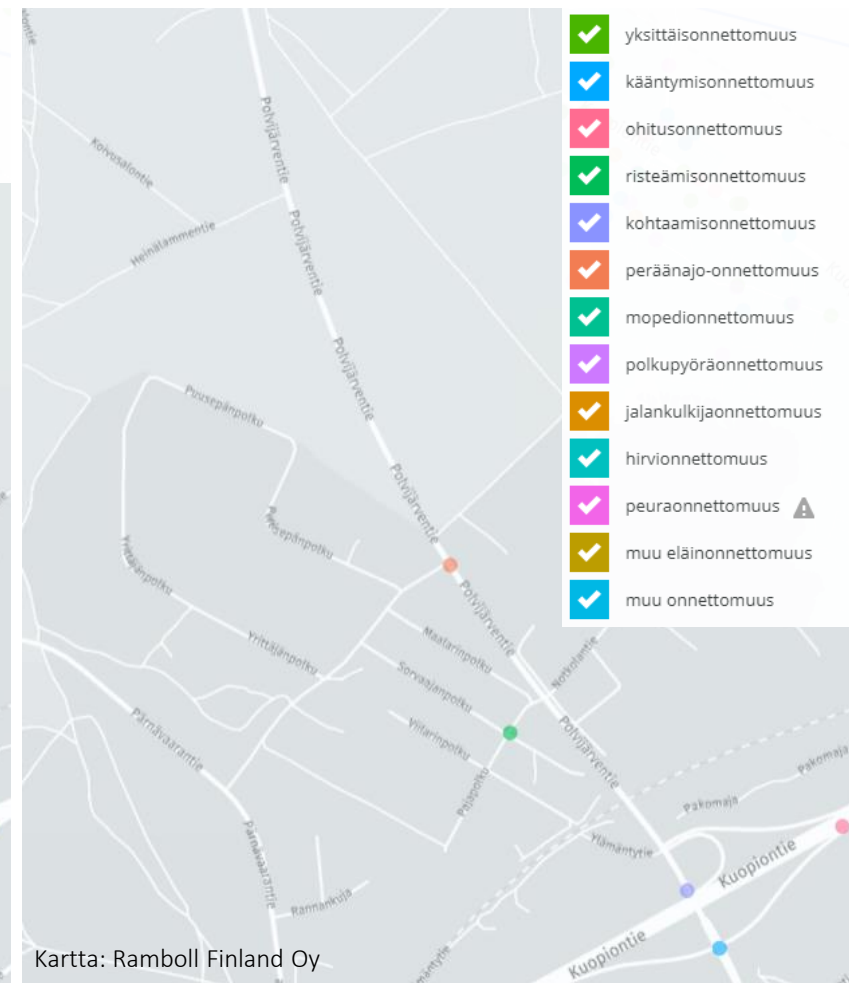 yksittäisonnettomuus
kääntymisonnettomuus
ohitusonnettomuus
risteämisonnettomuus
kohtaamisonnettomuus
peräänajo-onnettomuus
mopedionnettomuus
polkupyöräonnettomuus
jalankulkijaonnettomuus
hirvionnettomuus
peuraonnettomuus
muu eläinonnettomuus
muu onnettomuus
Polvijärventie
Koivusalontie
Heinälammentie
Polvijärventie
Polvijärventie
Puusepänpolku
Polvijärventie
Puusepänpolku
Yrittäjänpolku
Polvijärventie
Yrittäjänpolku
Maalarinpolku
Notkolantie
Sorvaajanpolku
Pärnävaarantie
Viilarinpolku
Polvijärventie
Pajapolku
Pakomaja
Pakomaja
Ylämäntytie
Pärnävaarantie
Kuopiontie
Rannankuja
Kuopiontie
Kartta: Ramboll Finland Oy